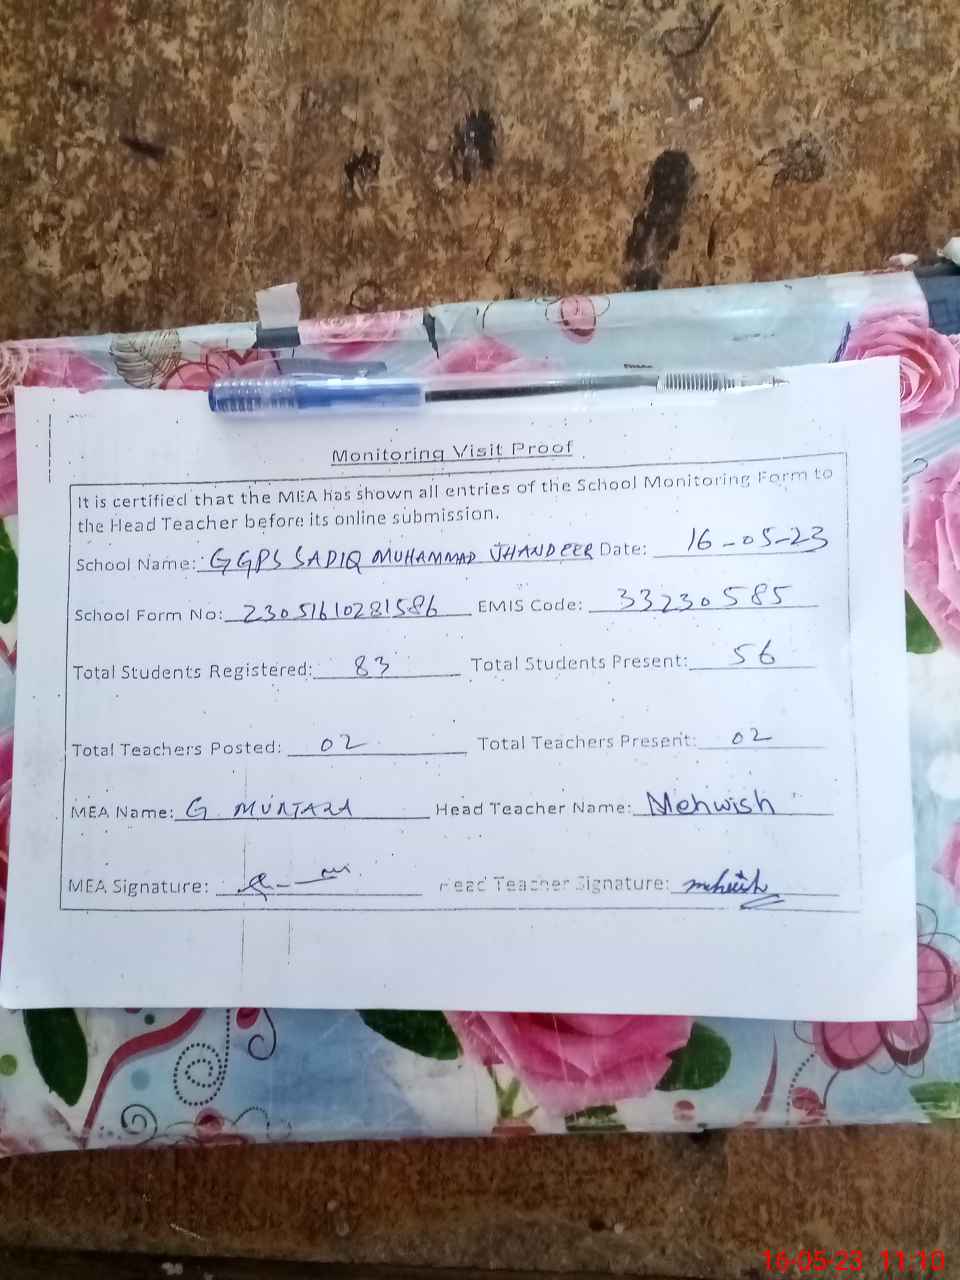 Monitoring Visit Proof
It is certified that the MEA has shown all entries of the School Monitoring Form to
the Head Teacher before its online submission.
School Name: GGPS SADIQ MUHAMMAD JHANDEER Date: 16-05-23
School Form No: 23051610281586 EMIS Code: 33230585
Total Students Registered: 83 Total Students Present: 56
Total Teachers Posted: 02 Total Teachers Present: 02
MEA Name: G. MURTAZA Head Teacher Name: Mehwish
MEA Signature: Head Teacher Signature: mehwish
16-05-23 11:10